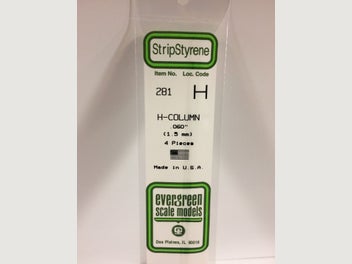 StripStyrene
Item No. Loc. Code
281 H
H-COLUMN
.060"
(1.5 mm)
4 Pieces
Made in U.S.A.
evergreen
scale models
Des Plaines, IL 60018